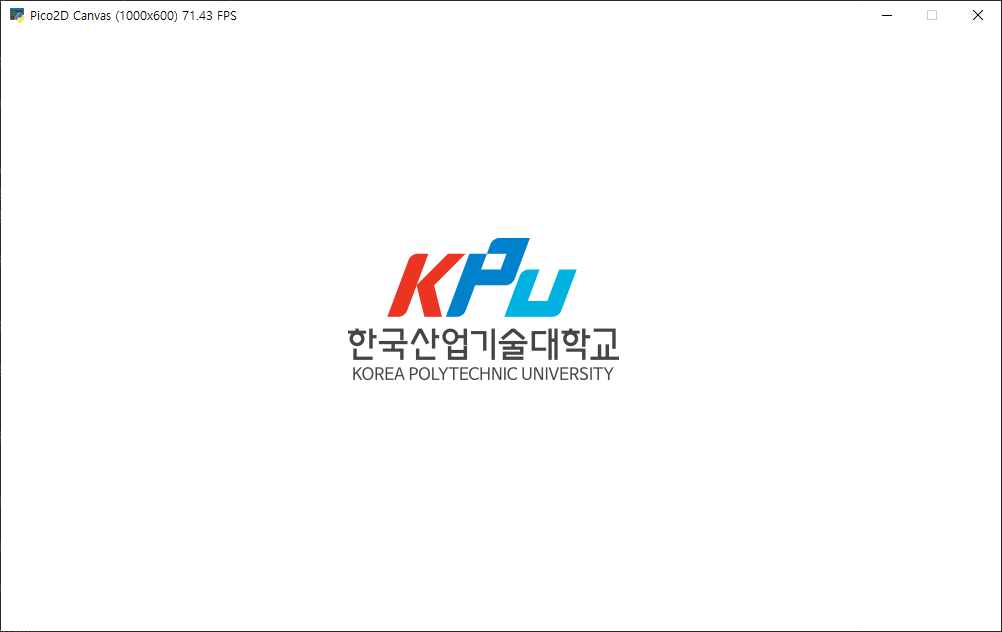 Pico2D Canvas (1000x600) 71.43 FPS
KPU
한국산업기술대학교
KOREA POLYTECHNIC UNIVERSITY